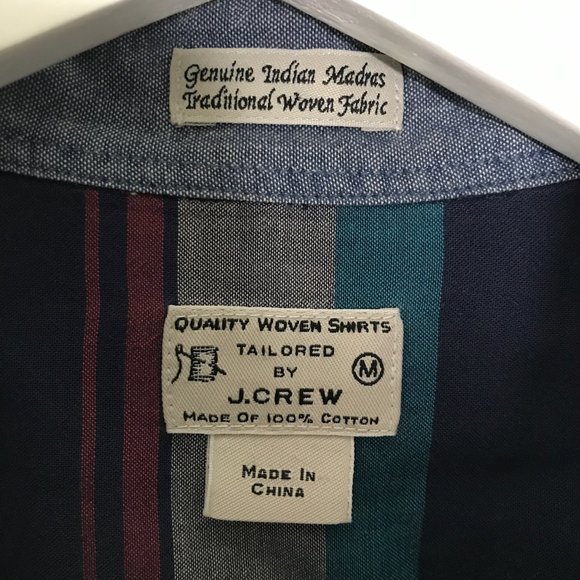 Genuine Indian Madras
Traditional Woven Fabric
QUALITY WOVEN SHIRTS
TAILORED
BY
M
J.CREW
MADE OF 100% COTTON
MADE IN
CHINA